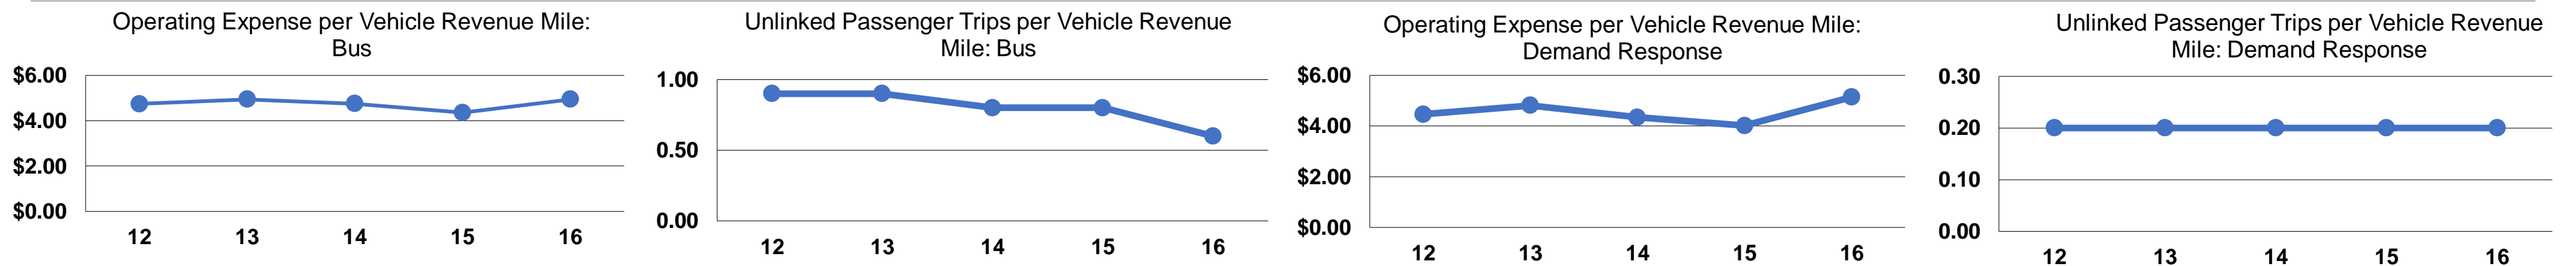 Operating Expense per Vehicle Revenue Mile:
Bus
$6.00
$4.00
$2.00
$0.00
12 13 14 15 16
Unlinked Passenger Trips per Vehicle Revenue
Mile: Bus
1.00
0.50
0.00
12 13 14 15 16
Operating Expense per Vehicle Revenue Mile:
Demand Response
$6.00
$4.00
$2.00
$0.00
12 13 14 15 16
Unlinked Passenger Trips per Vehicle Revenue
Mile: Demand Response
0.30
0.20
0.10
0.00
12 13 14 15 16